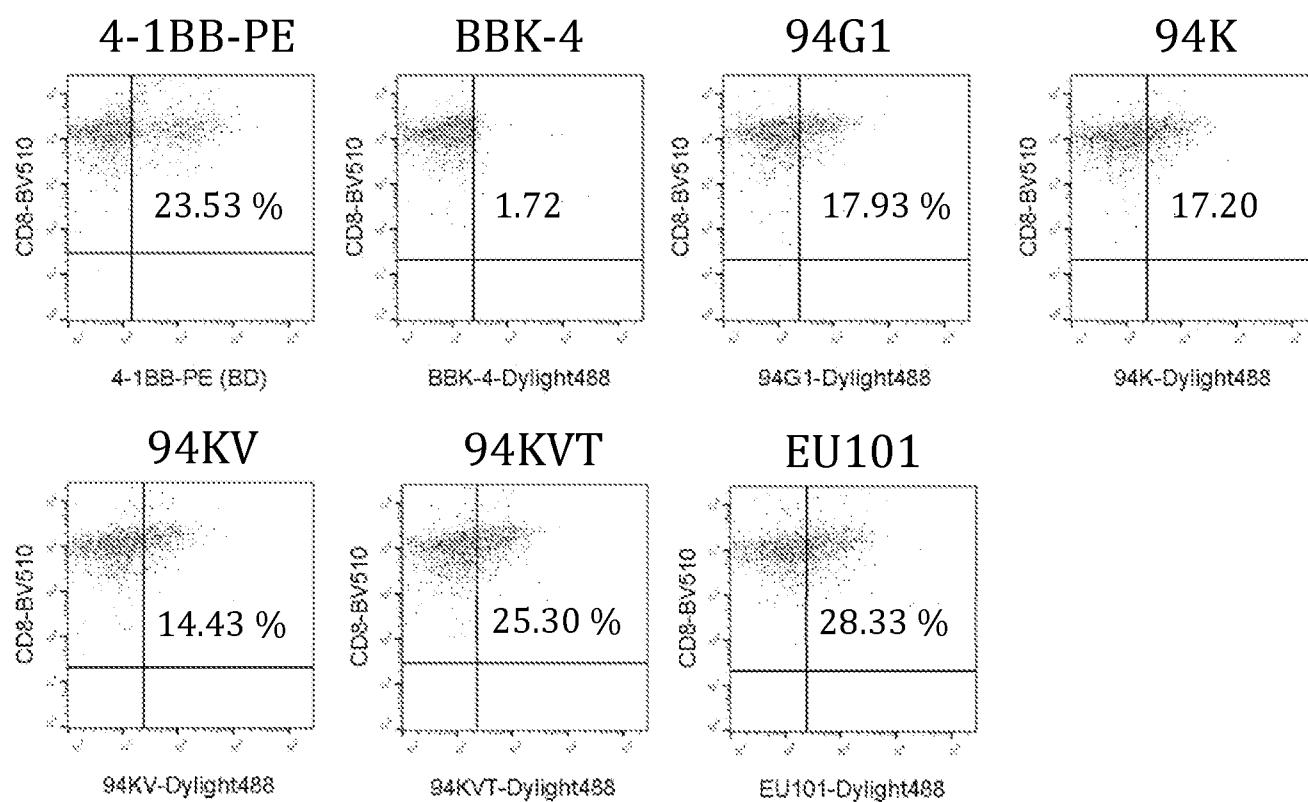 4-1BB-PE
BBK-4
94G1
94K
CD8-BV510
23.53 %
4-1BB-PE (BD)
CD8-BV510
1.72
BBK-4-Dylight488
CD8-BV510
17.93 %
94G1-Dylight488
CD8-BV510
17.20
94K-Dylight488
94KV
94KVT
EU101
CD8-BV510
14.43 %
94KV-Dylight488
CD8-BV510
25.30 %
94KVT-Dylight488
CD8-BV510
28.33 %
EU101-Dylight488